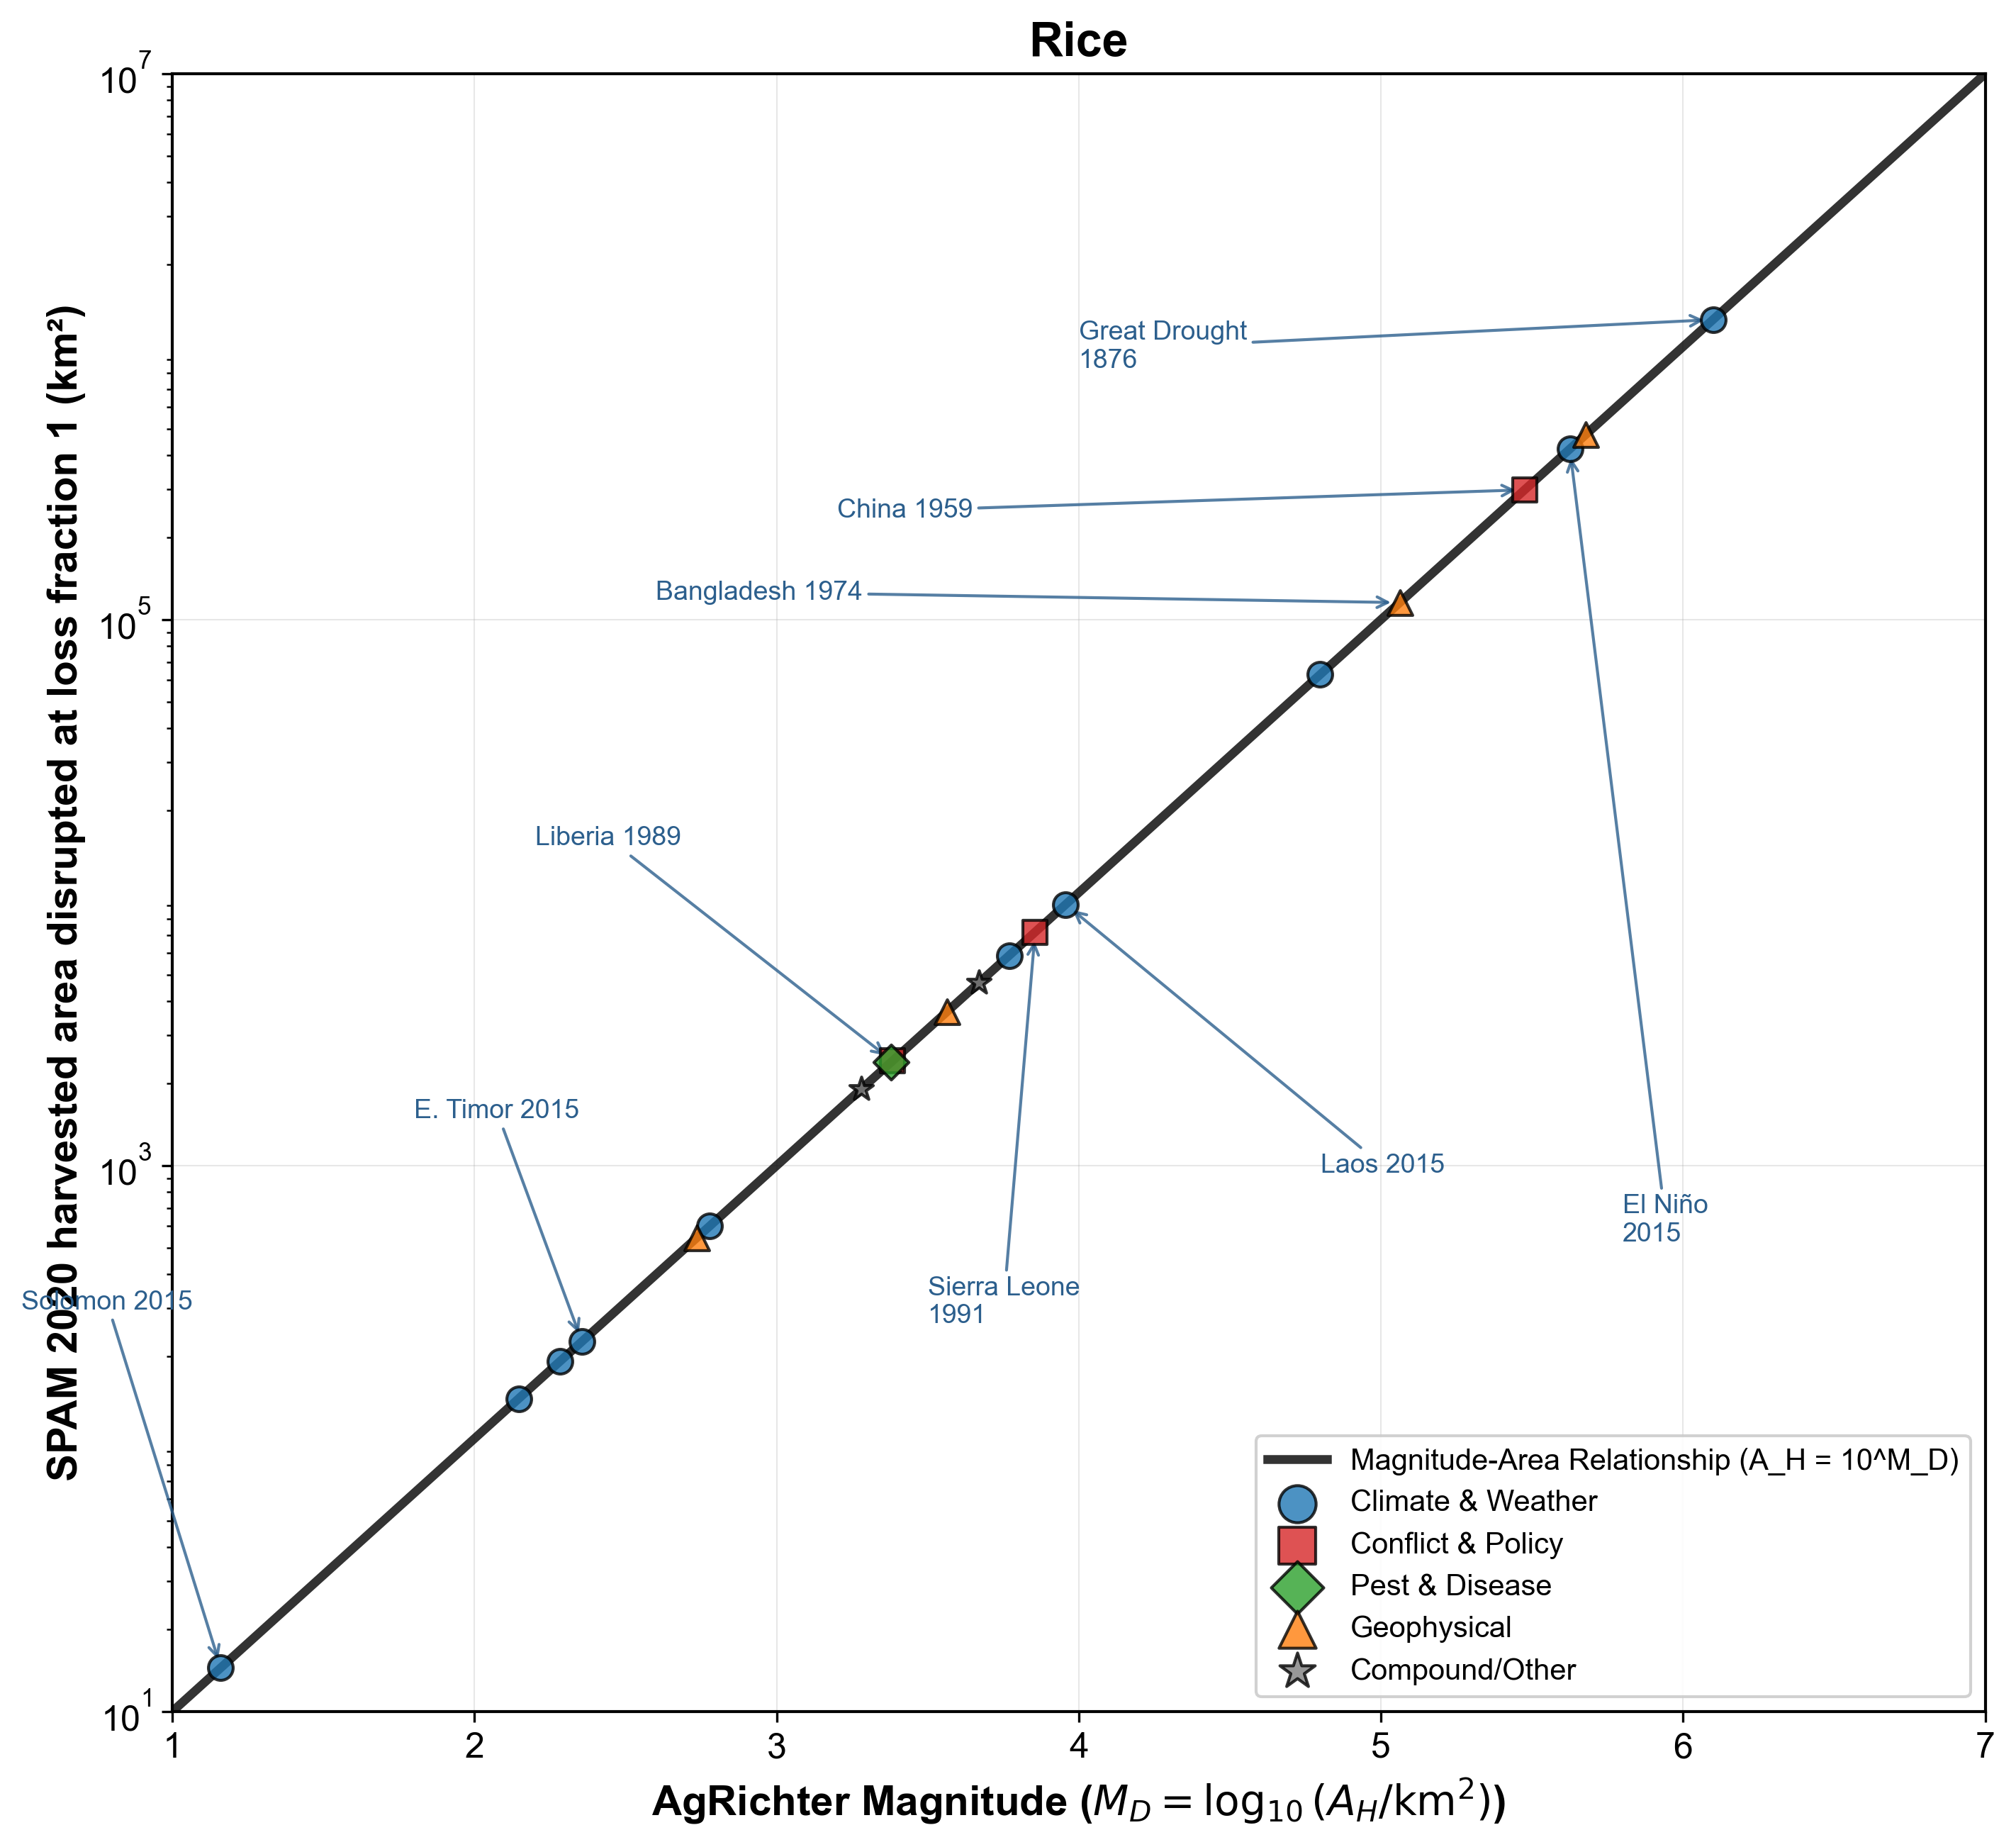 Rice
SPAM 2020 harvested area disrupted at loss fraction 1 (km²)
10^7
10^5
10^3
10^1
Great Drought
1876
China 1959
Bangladesh 1974
Liberia 1989
E. Timor 2015
Laos 2015
El Niño
2015
Sierra Leone
1991
Solomon 2015
Magnitude-Area Relationship (A_H = 10^M_D)
Climate & Weather
Conflict & Policy
Pest & Disease
Geophysical
Compound/Other
1 2 3 4 5 6 7
AgRichter Magnitude (M_D = log_10 (A_H/km^2))